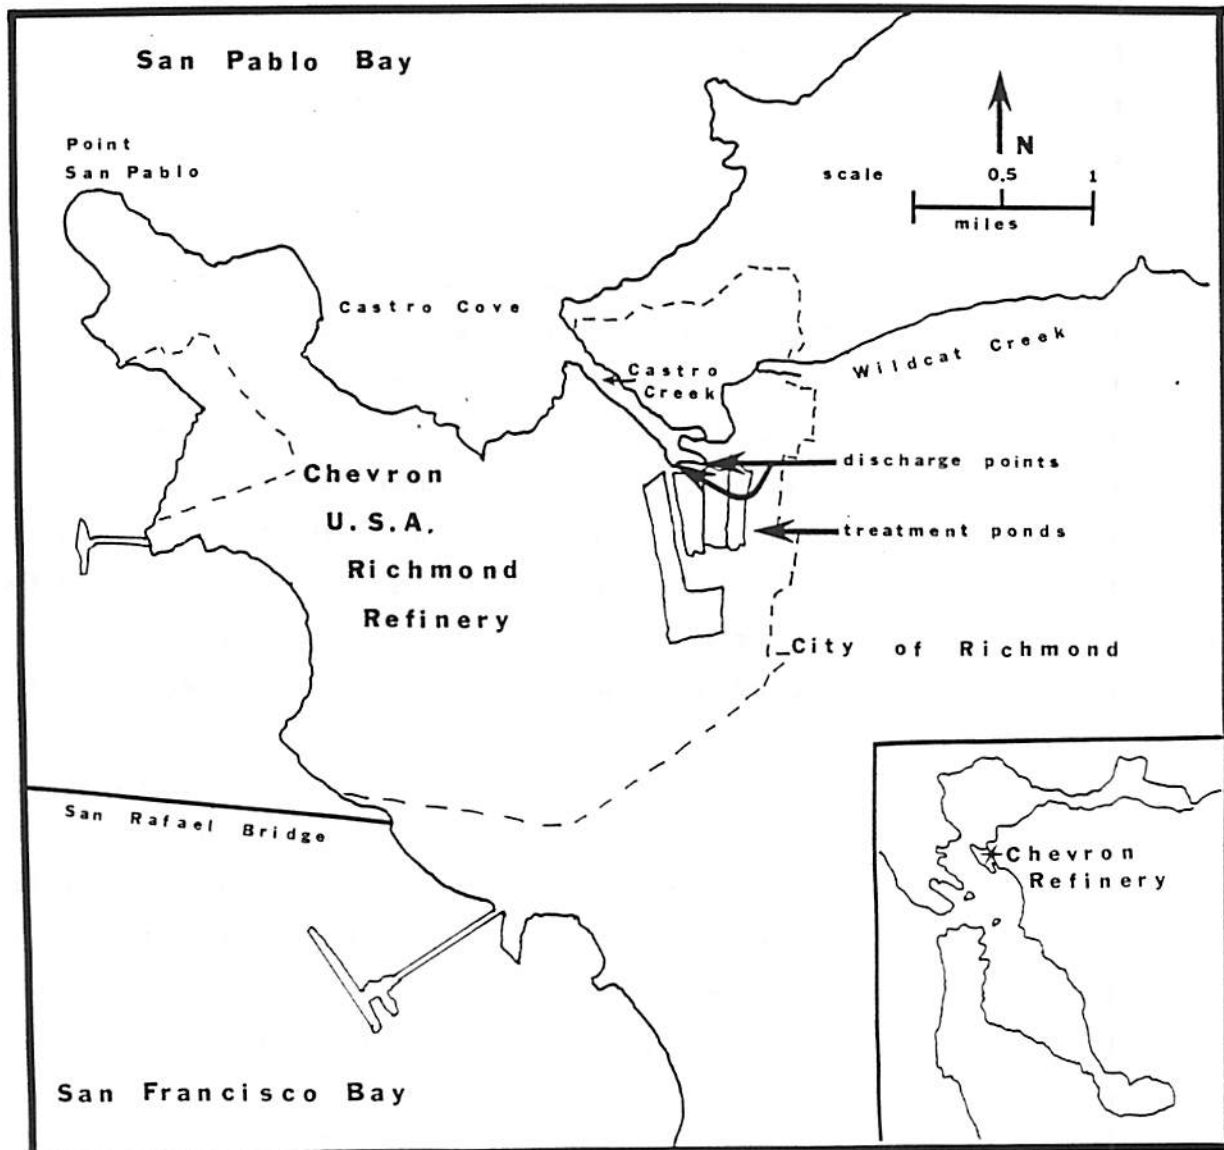 San Pablo Bay
Point
San Pablo
N
scale 0.5 1
miles
Castro Cove
Castro
Creek
Wildcat Creek
discharge points
treatment ponds
Chevron
U.S.A.
Richmond
Refinery
City of Richmond
San Rafael Bridge
San Francisco Bay
Chevron
Refinery